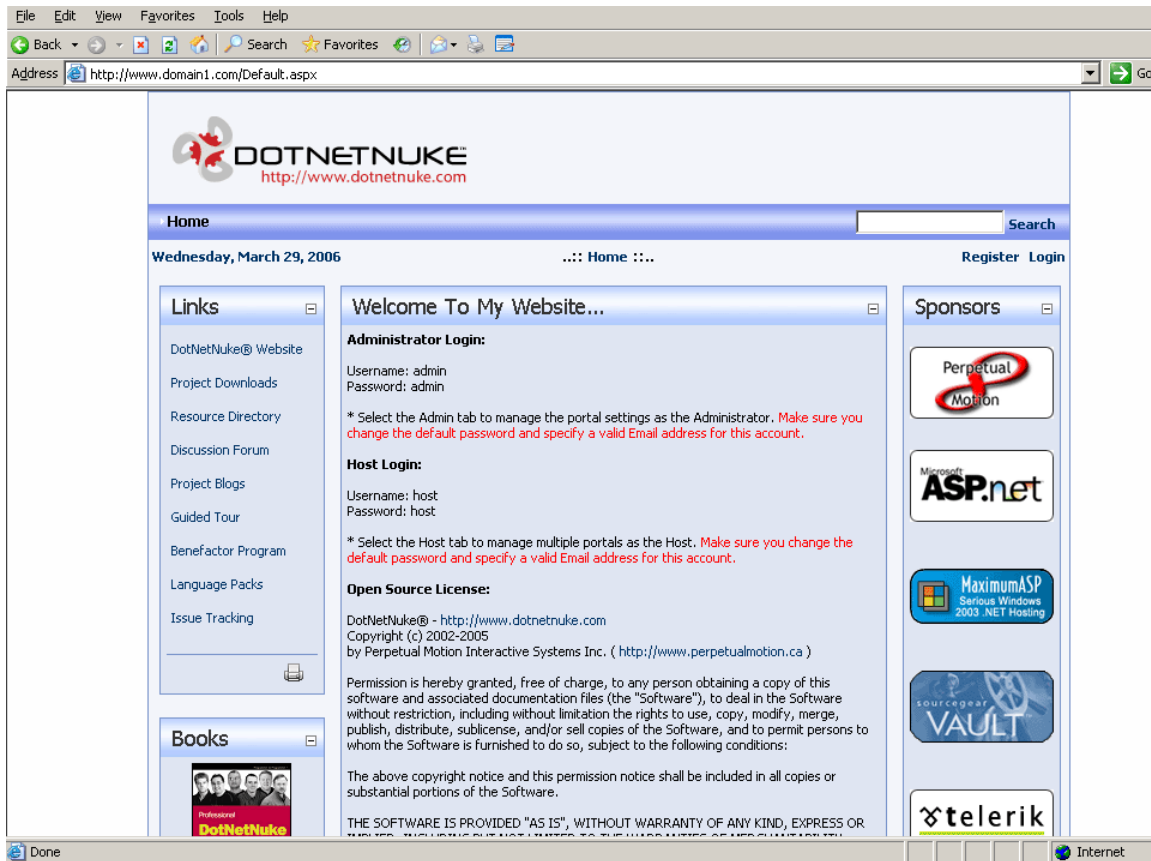 File Edit View Favorites Tools Help
Back Search Favorites
Address http://www.domain1.com/Default.aspx Go
DOTNETNUKE
http://www.dotnetnuke.com
Home Search
Wednesday, March 29, 2006 ..:: Home ::.. Register Login
Links
DotNetNuke® Website
Project Downloads
Resource Directory
Discussion Forum
Project Blogs
Guided Tour
Benefactor Program
Language Packs
Issue Tracking
Books
Professional
DotNetNuke
Welcome To My Website...
Administrator Login:
Username: admin
Password: admin
* Select the Admin tab to manage the portal settings as the Administrator. Make sure you
change the default password and specify a valid Email address for this account.
Host Login:
Username: host
Password: host
* Select the Host tab to manage multiple portals as the Host. Make sure you change the
default password and specify a valid Email address for this account.
Open Source License:
DotNetNuke® - http://www.dotnetnuke.com
Copyright (c) 2002-2005
by Perpetual Motion Interactive Systems Inc. ( http://www.perpetualmotion.ca )
Permission is hereby granted, free of charge, to any person obtaining a copy of this
software and associated documentation files (the "Software"), to deal in the Software
without restriction, including without limitation the rights to use, copy, modify, merge,
publish, distribute, sublicense, and/or sell copies of the Software, and to permit persons to
whom the Software is furnished to do so, subject to the following conditions:
The above copyright notice and this permission notice shall be included in all copies or
substantial portions of the Software.
THE SOFTWARE IS PROVIDED "AS IS", WITHOUT WARRANTY OF ANY KIND, EXPRESS OR
Sponsors
Perpetual
Motion
Microsoft
ASP.net
MaximumASP
Serious Windows
2003 .NET Hosting
sourcegear
VAULT
telerik
Done Internet